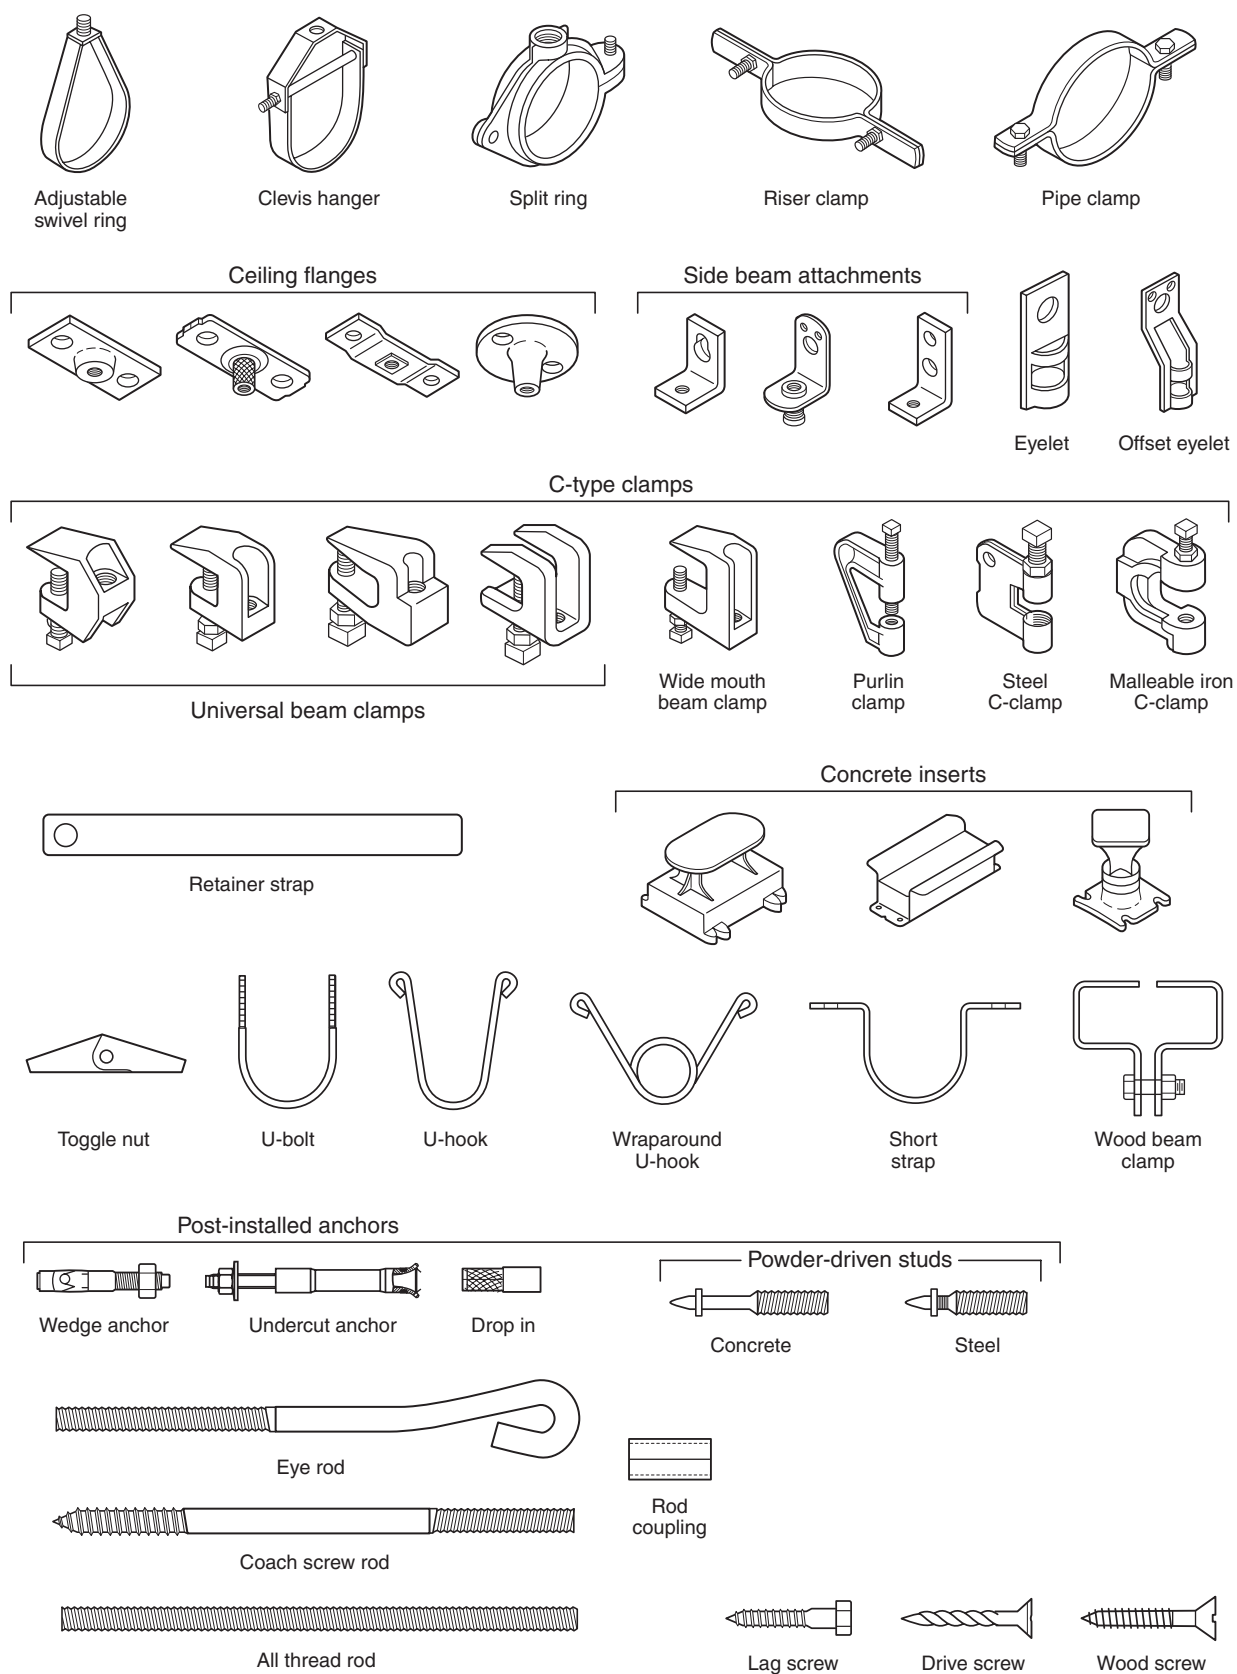 Adjustable
swivel ring
Clevis hanger
Split ring
Riser clamp
Pipe clamp
Ceiling flanges
Side beam attachments
Eyelet
Offset eyelet
C-type clamps
Universal beam clamps
Wide mouth
beam clamp
Purlin
clamp
Steel
C-clamp
Malleable iron
C-clamp
Concrete inserts
Retainer strap
Toggle nut
U-bolt
U-hook
Wraparound
U-hook
Short
strap
Wood beam
clamp
Post-installed anchors
Powder-driven studs
Wedge anchor
Undercut anchor
Drop in
Concrete
Steel
Eye rod
Rod
coupling
Coach screw rod
All thread rod
Lag screw
Drive screw
Wood screw